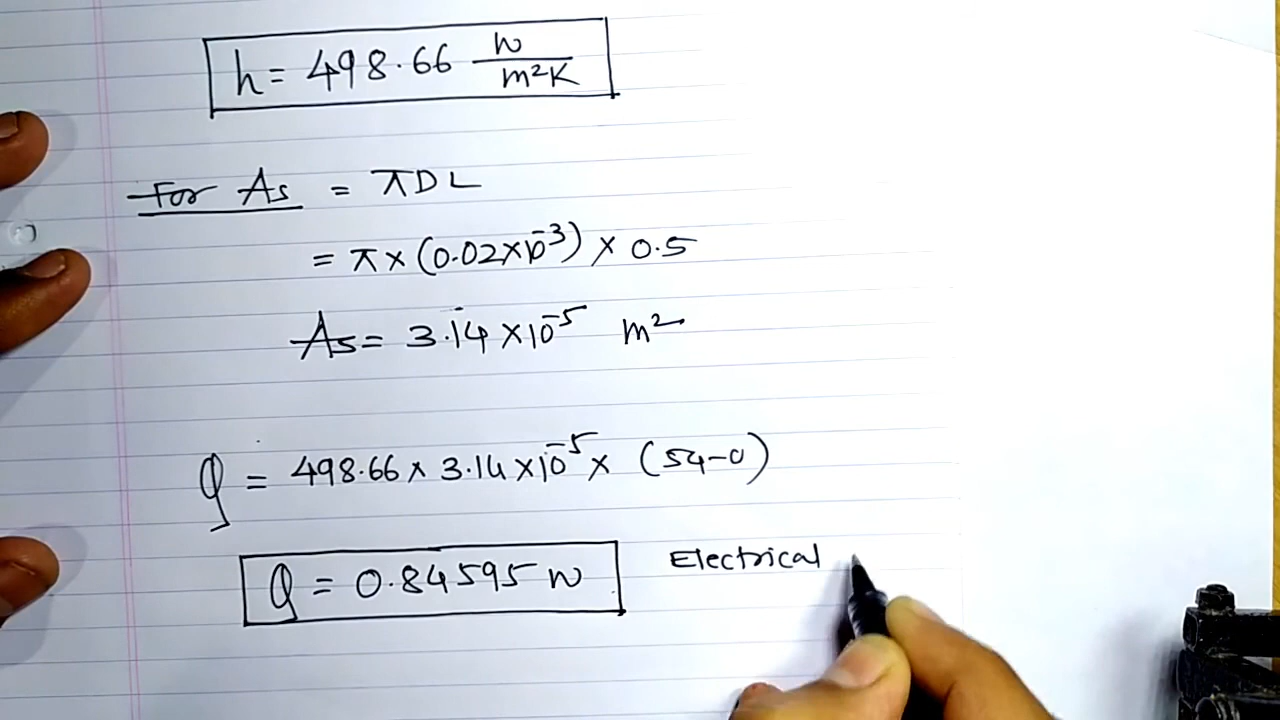 h = 498.66 W/m²K
For As = πDL
= π × (0.02×10⁻³) × 0.5
As = 3.14 × 10⁻⁵ m²
Q = 498.66 × 3.14 × 10⁻⁵ × (54-0)
Q = 0.84595 W
Electrical